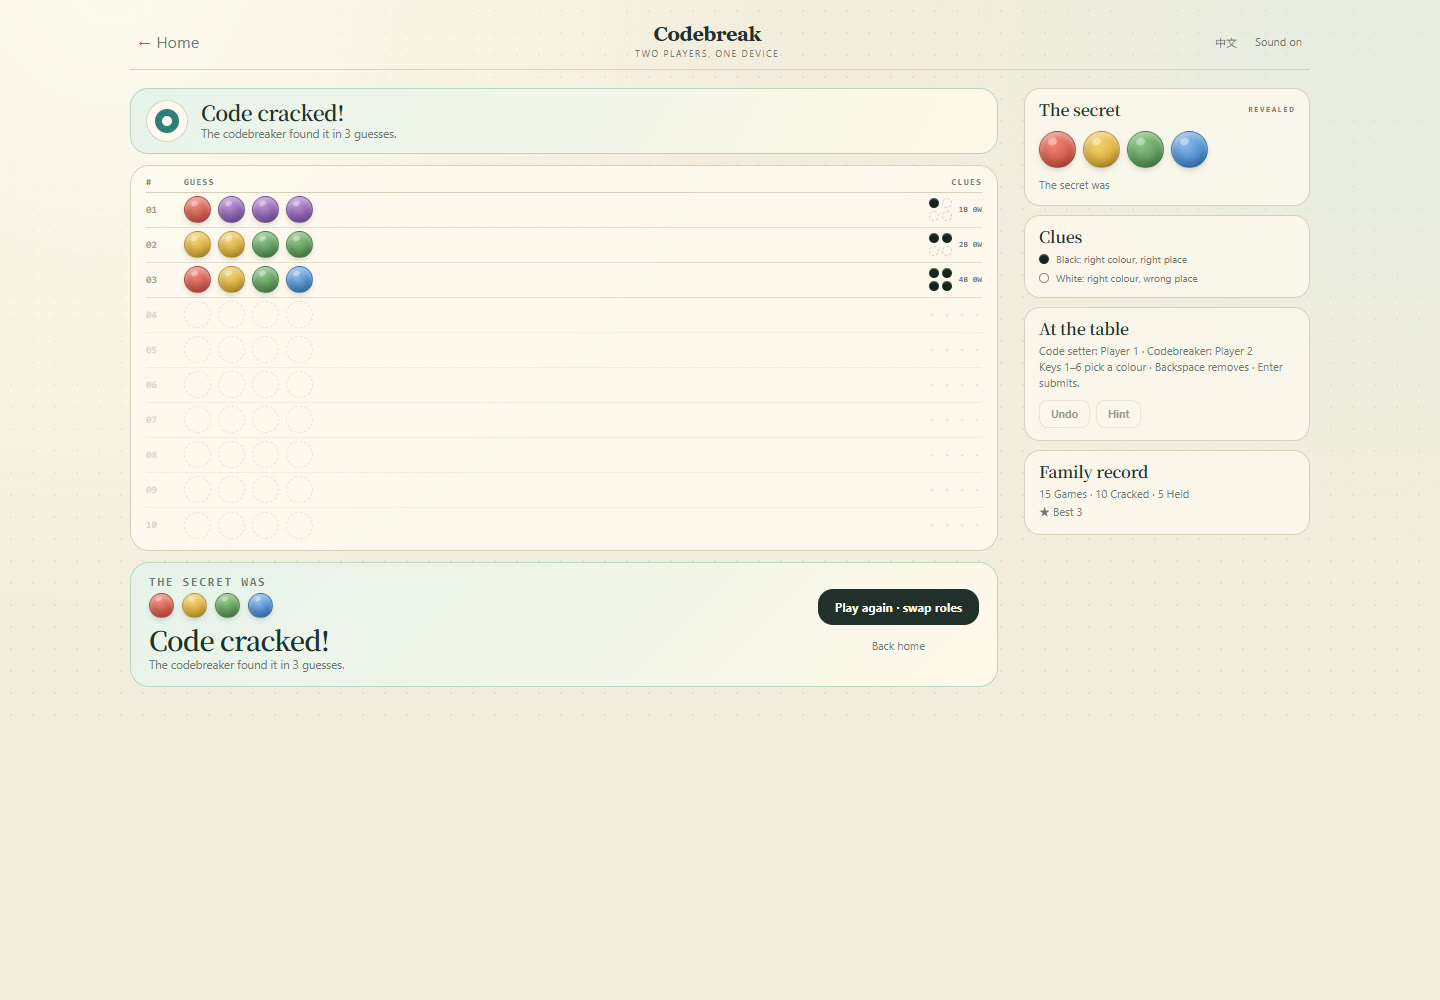 ← Home
Codebreak
TWO PLAYERS, ONE DEVICE
中文
Sound on
Code cracked!
The codebreaker found it in 3 guesses.
# GUESS CLUES
01 1B 0W
02 2B 0W
03 4B 0W
04
05
06
07
08
09
10
THE SECRET WAS
Code cracked!
The codebreaker found it in 3 guesses.
Play again · swap roles
Back home
The secret
REVEALED
The secret was
Clues
Black: right colour, right place
White: right colour, wrong place
At the table
Code setter: Player 1 · Codebreaker: Player 2
Keys 1–6 pick a colour · Backspace removes · Enter
submits.
Undo
Hint
Family record
15 Games · 10 Cracked · 5 Held
★ Best 3